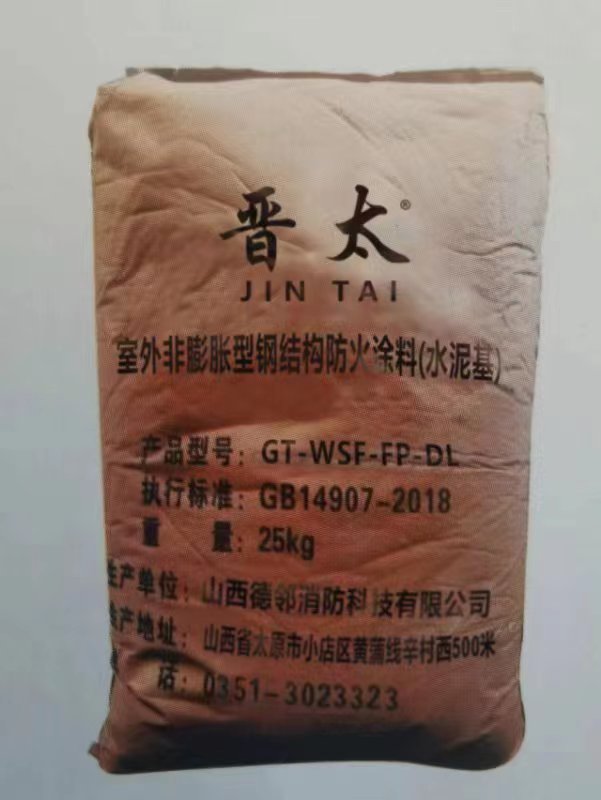 晋太®
JIN TAI
室外非膨胀型钢结构防火涂料(水泥基)
产品型号：GT-WSF-FP-DL
执行标准：GB14907-2018
重 量：25kg
生产单位：山西德邻消防科技有限公司
生产地址：山西省太原市小店区黄蒲线辛村西500米
话：0351-3023323